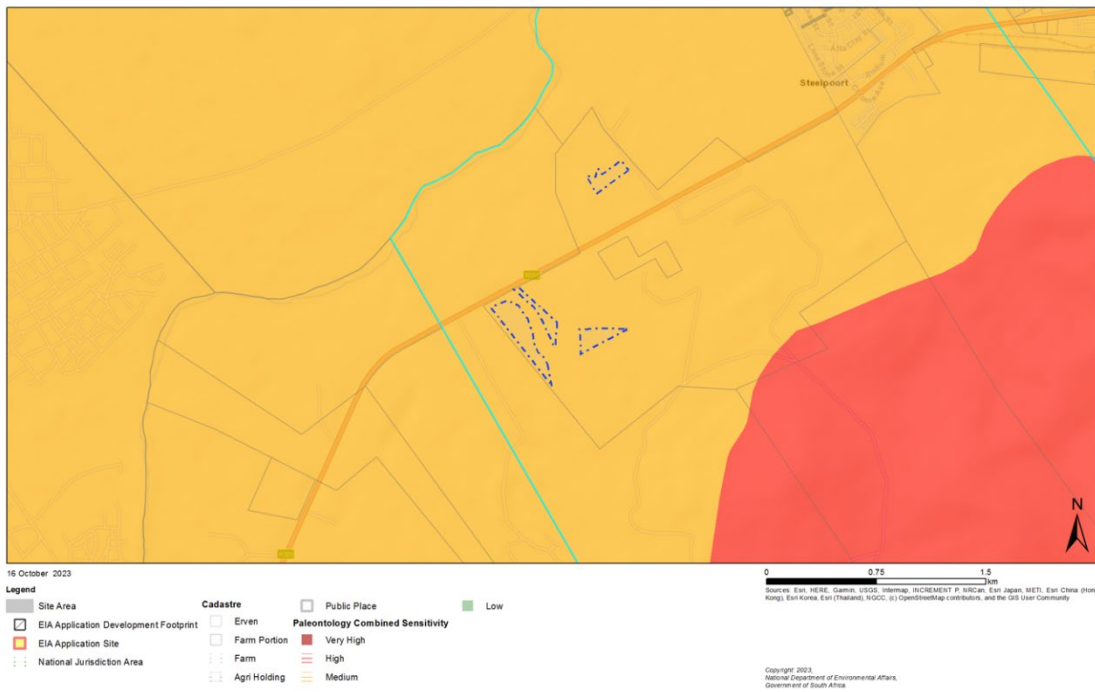 Alta Clay St
Steelpoort
N
16 October 2023
0 0.75 1.5
km
Sources: Esri, HERE, Garmin, USGS, Intermap, INCREMENT P, NRCan, Esri Japan, METI, Esri China (Hong
Kong), Esri Korea, Esri (Thailand), NGCC, (c) OpenStreetMap contributors, and the GIS User Community
Legend
Site Area
EIA Application Development Footprint
EIA Application Site
National Jurisdiction Area
Cadastre
Erven
Farm Portion
Farm
Agri Holding
Public Place
Paleontology Combined Sensitivity
Very High
High
Medium
Low
Copyright: 2023,
National Department of Environmental Affairs,
Government of South Africa